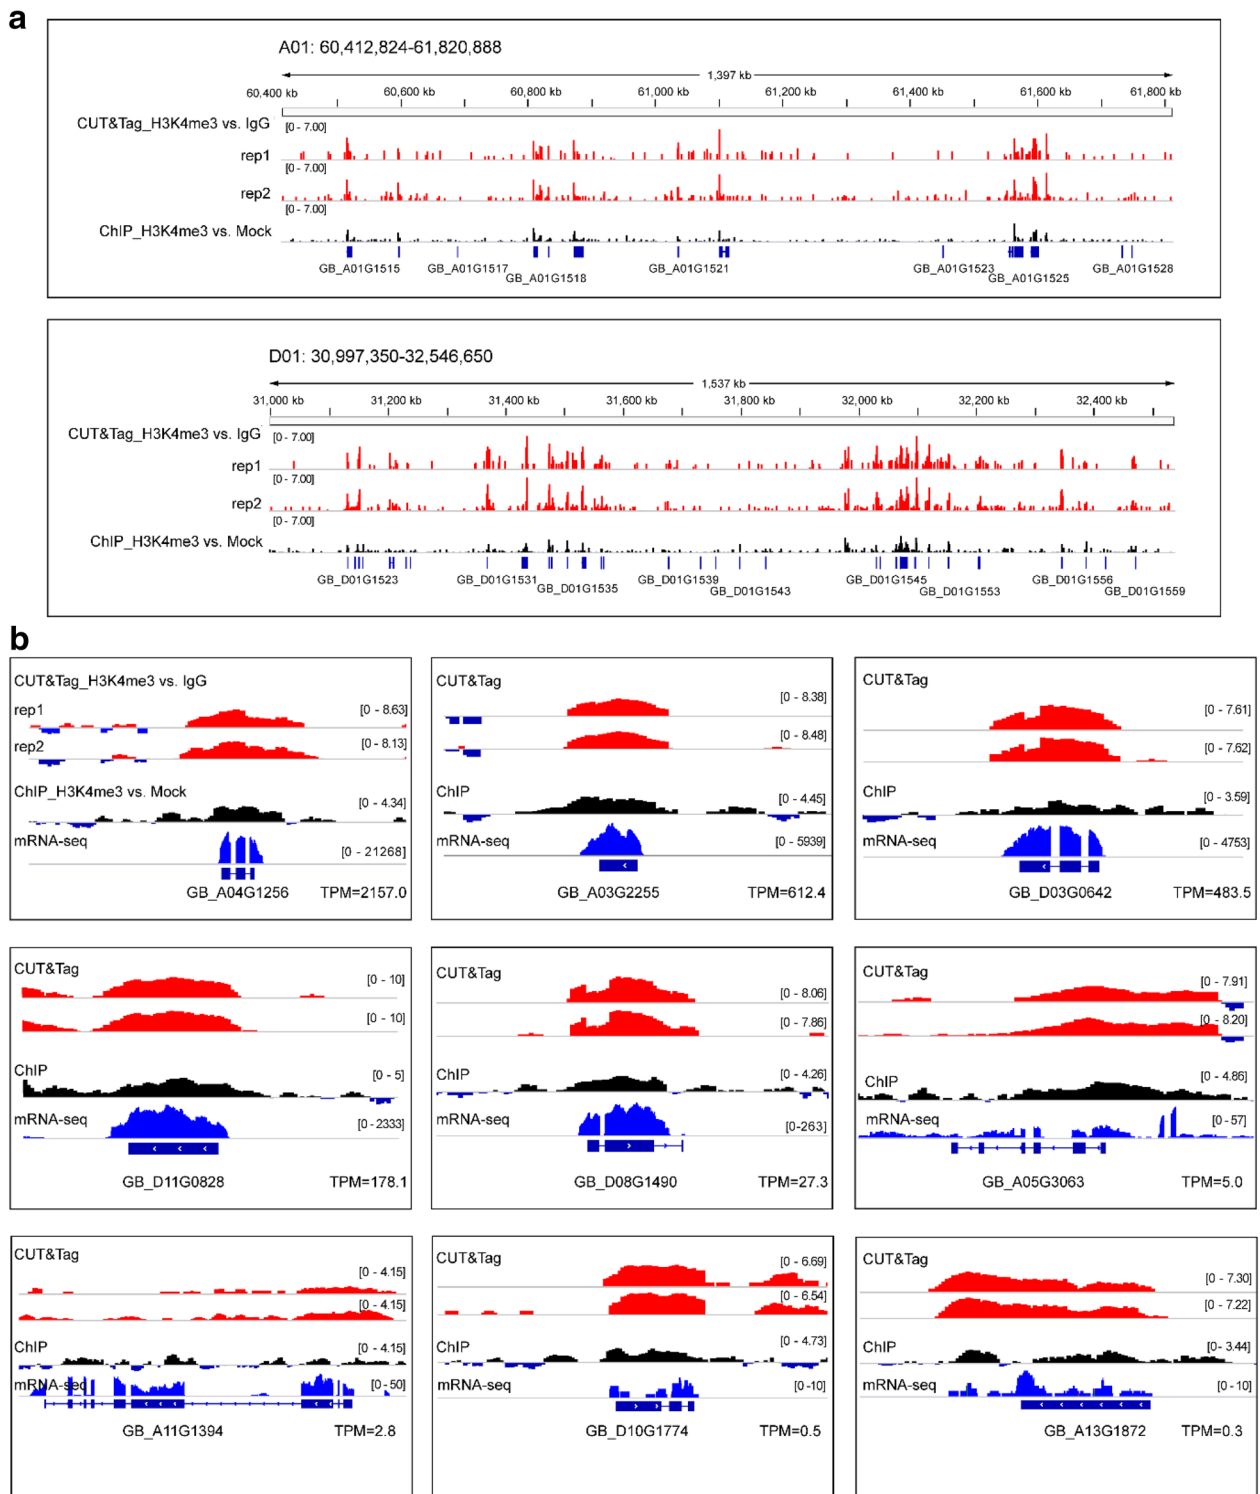 a
A01: 60,412,824-61,820,888
1,397 kb
60,400 kb 60,600 kb 60,800 kb 61,000 kb 61,200 kb 61,400 kb 61,600 kb 61,800 kb
CUT&Tag_H3K4me3 vs. IgG [0 - 7.00]
rep1
[0 - 7.00]
rep2
[0 - 7.00]
ChIP_H3K4me3 vs. Mock
GB_A01G1515 GB_A01G1517 GB_A01G1521 GB_A01G1523 GB_A01G1528
GB_A01G1518 GB_A01G1525
D01: 30,997,350-32,546,650
1,537 kb
31,000 kb 31,200 kb 31,400 kb 31,600 kb 31,800 kb 32,000 kb 32,200 kb 32,400 kb
CUT&Tag_H3K4me3 vs. IgG [0 - 7.00]
rep1
[0 - 7.00]
rep2
[0 - 7.00]
ChIP_H3K4me3 vs. Mock
GB_D01G1523 GB_D01G1531 GB_D01G1539 GB_D01G1545 GB_D01G1556
GB_D01G1535 GB_D01G1543 GB_D01G1553 GB_D01G1559
b
CUT&Tag_H3K4me3 vs. IgG
rep1 [0 - 8.63]
rep2 [0 - 8.13]
ChIP_H3K4me3 vs. Mock [0 - 4.34]
mRNA-seq [0 - 21268]
GB_A04G1256 TPM=2157.0
CUT&Tag
[0 - 8.38]
[0 - 8.48]
ChIP [0 - 4.45]
mRNA-seq [0 - 5939]
GB_A03G2255 TPM=612.4
CUT&Tag
[0 - 7.61]
[0 - 7.62]
ChIP [0 - 3.59]
mRNA-seq [0 - 4753]
GB_D03G0642 TPM=483.5
CUT&Tag
[0 - 10]
[0 - 10]
ChIP [0 - 5]
mRNA-seq [0 -2333]
GB_D11G0828 TPM=178.1
CUT&Tag
[0 - 8.06]
[0 - 7.86]
ChIP [0 - 4.26]
mRNA-seq [0-263]
GB_D08G1490 TPM=27.3
CUT&Tag
[0 - 7.91]
[0 - 8.20]
ChIP [0 - 4.86]
mRNA-seq [0 -57]
GB_A05G3063 TPM=5.0
CUT&Tag
[0 - 4.15]
[0 - 4.15]
ChIP [0 - 4.15]
mRNA-seq [0 - 50]
GB_A11G1394 TPM=2.8
CUT&Tag
[0 - 6.69]
[0 - 6.54]
ChIP [0 - 4.73]
mRNA-seq [0 -10]
GB_D10G1774 TPM=0.5
CUT&Tag
[0 - 7.30]
[0 - 7.22]
ChIP [0 - 3.44]
mRNA-seq [0 - 10]
GB_A13G1872 TPM=0.3